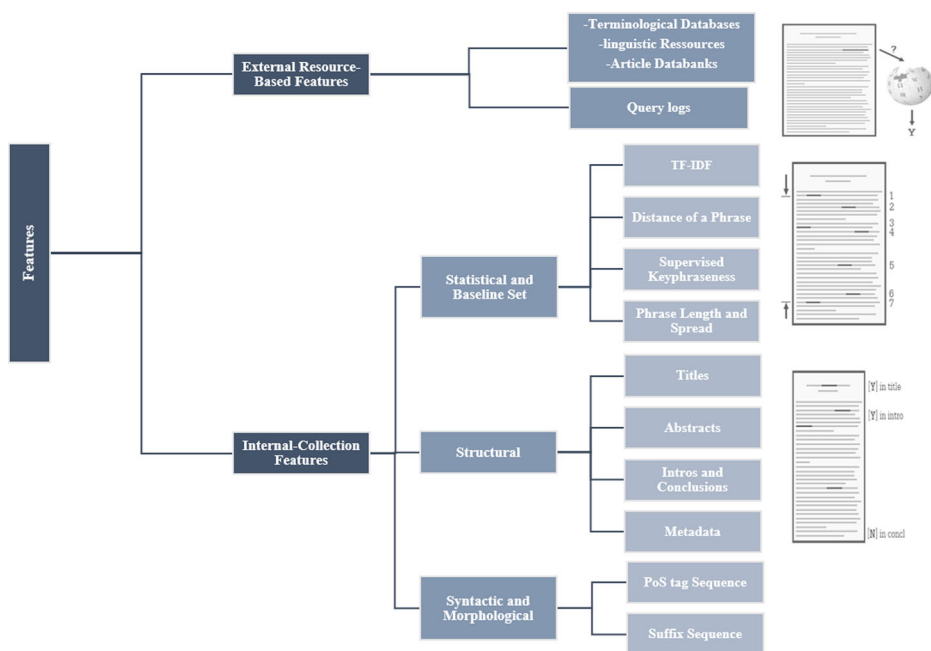 Features
External Resource-
Based Features
-Terminological Databases
-linguistic Ressources
-Article Databanks
Query logs
?
Y
Internal-Collection
Features
Statistical and
Baseline Set
TF-IDF
Distance of a Phrase
Supervised
Keyphraseness
Phrase Length and
Spread
1
2
3
4
5
6
7
Structural
Titles
Abstracts
Intros and
Conclusions
Metadata
[Y] in title
[Y] in intro
[N] in concl
Syntactic and
Morphological
PoS tag Sequence
Suffix Sequence